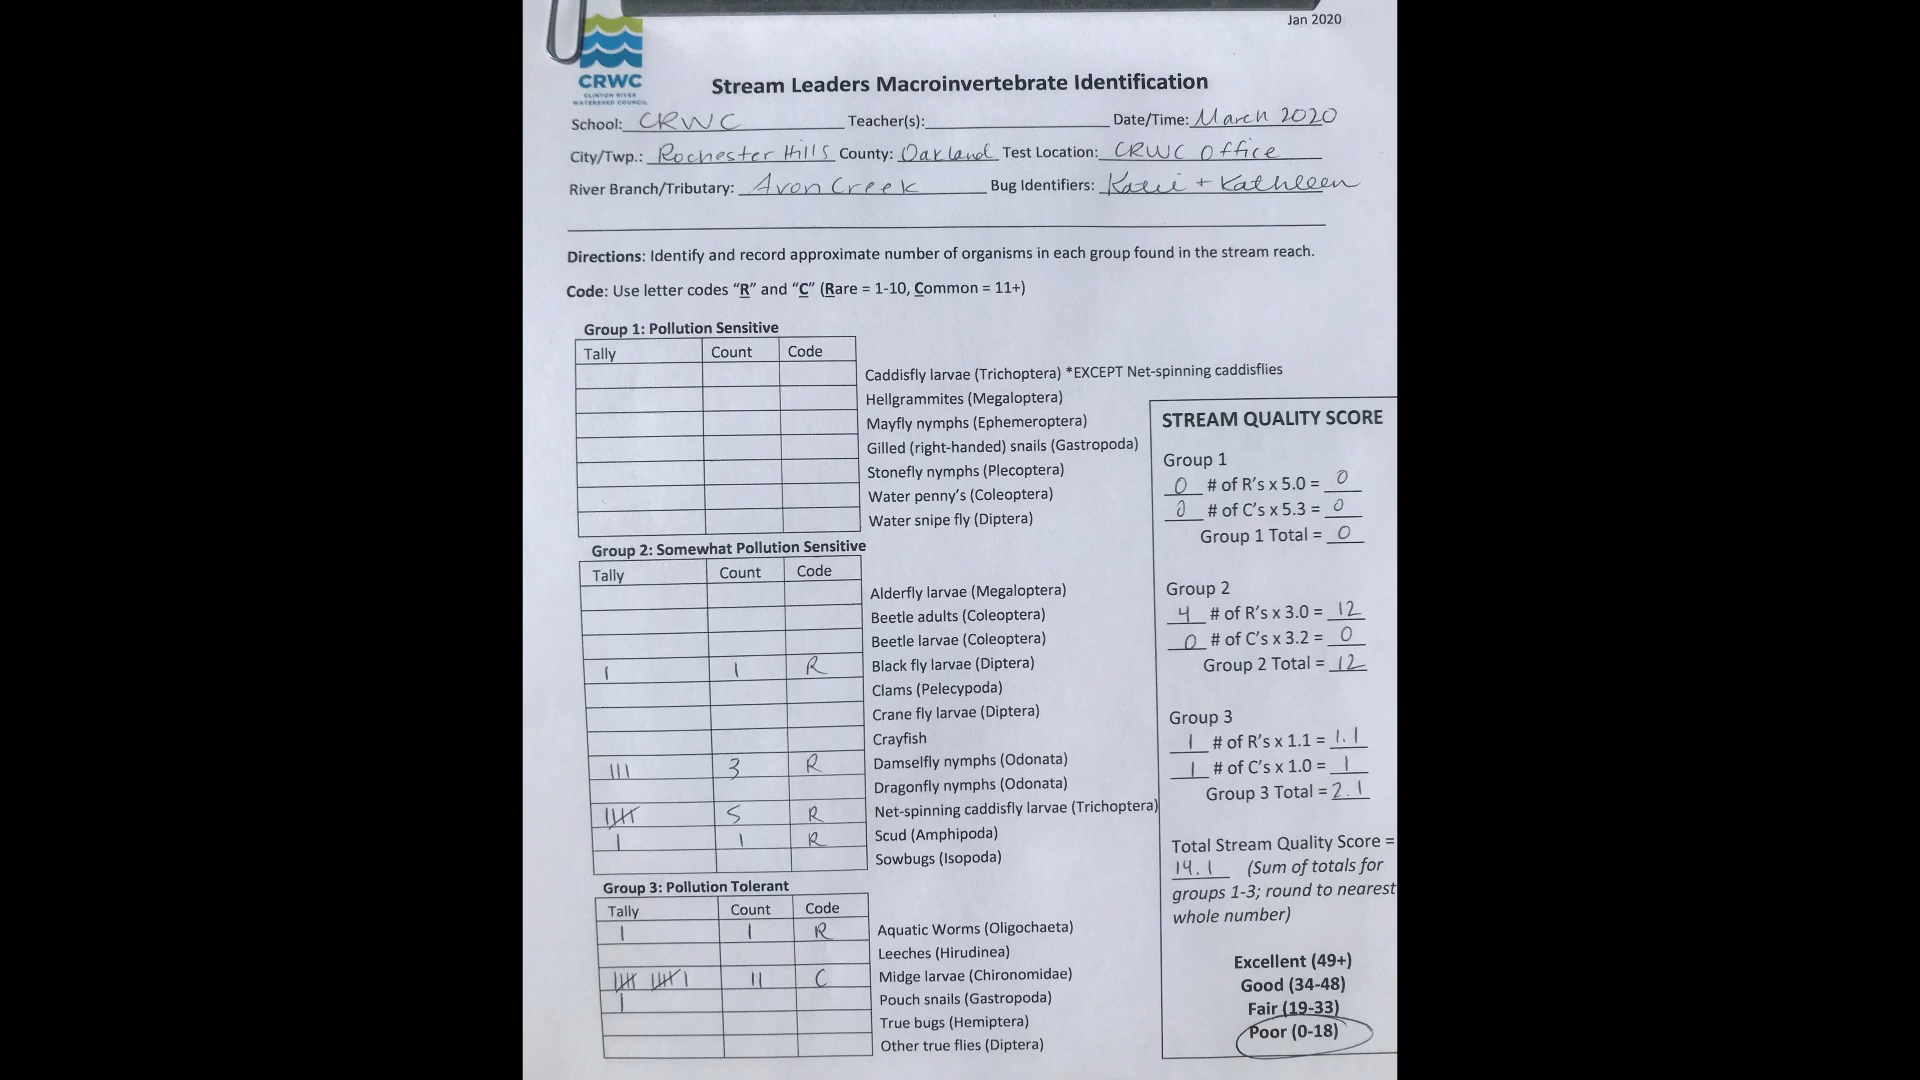 Jan 2020
CRWC
CLINTON RIVER
WATERSHED COUNCIL
Stream Leaders Macroinvertebrate Identification
School: CRWC Teacher(s): Date/Time: March 2020
City/Twp.: Rochester Hills County: Oakland Test Location: CRWC Office
River Branch/Tributary: Avon Creek Bug Identifiers: Katie + Kathleen
Directions: Identify and record approximate number of organisms in each group found in the stream reach.
Code: Use letter codes "R" and "C" (Rare = 1-10, Common = 11+)
Group 1: Pollution Sensitive
Tally Count Code
Caddisfly larvae (Trichoptera) *EXCEPT Net-spinning caddisflies
Hellgrammites (Megaloptera)
Mayfly nymphs (Ephemeroptera)
Gilled (right-handed) snails (Gastropoda)
Stonefly nymphs (Plecoptera)
Water penny's (Coleoptera)
Water snipe fly (Diptera)
Group 2: Somewhat Pollution Sensitive
Tally Count Code
Alderfly larvae (Megaloptera)
Beetle adults (Coleoptera)
Beetle larvae (Coleoptera)
| 1 R Black fly larvae (Diptera)
Clams (Pelecypoda)
Crane fly larvae (Diptera)
Crayfish
||| 3 R Damselfly nymphs (Odonata)
Dragonfly nymphs (Odonata)
|||| 5 R Net-spinning caddisfly larvae (Trichoptera)
| 1 R Scud (Amphipoda)
Sowbugs (Isopoda)
Group 3: Pollution Tolerant
Tally Count Code
| 1 R Aquatic Worms (Oligochaeta)
Leeches (Hirudinea)
|||| |||| | 11 C Midge larvae (Chironomidae)
| Pouch snails (Gastropoda)
True bugs (Hemiptera)
Other true flies (Diptera)
STREAM QUALITY SCORE
Group 1
0 # of R's x 5.0 = 0
0 # of C's x 5.3 = 0
Group 1 Total = 0
Group 2
4 # of R's x 3.0 = 12
0 # of C's x 3.2 = 0
Group 2 Total = 12
Group 3
1 # of R's x 1.1 = 1.1
1 # of C's x 1.0 = 1
Group 3 Total = 2.1
Total Stream Quality Score =
14.1 (Sum of totals for
groups 1-3; round to nearest
whole number)
Excellent (49+)
Good (34-48)
Fair (19-33)
Poor (0-18)